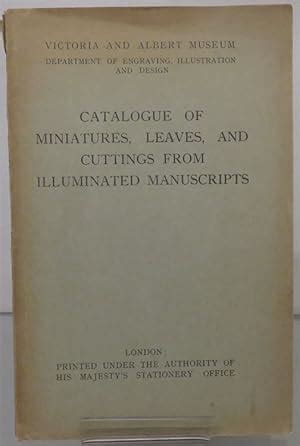 VICTORIA AND ALBERT MUSEUM
DEPARTMENT OF ENGRAVING, ILLUSTRATION
AND DESIGN
CATALOGUE OF
MINIATURES, LEAVES, AND
CUTTINGS FROM
ILLUMINATED MANUSCRIPTS
LONDON:
PRINTED UNDER THE AUTHORITY OF
HIS MAJESTY'S STATIONERY OFFICE